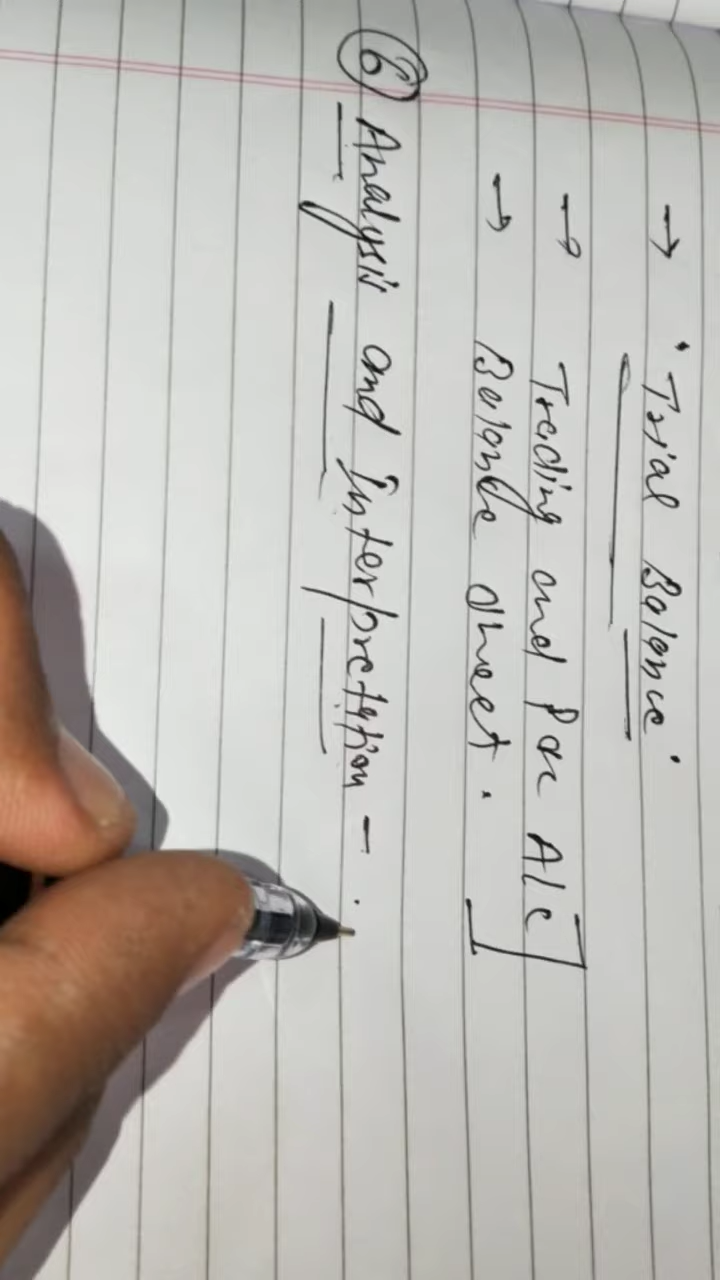 → 'Trial Balance'
→ Trading and P&L A/C
→ Balance sheet.
⑥ Analysis and Interpretation -